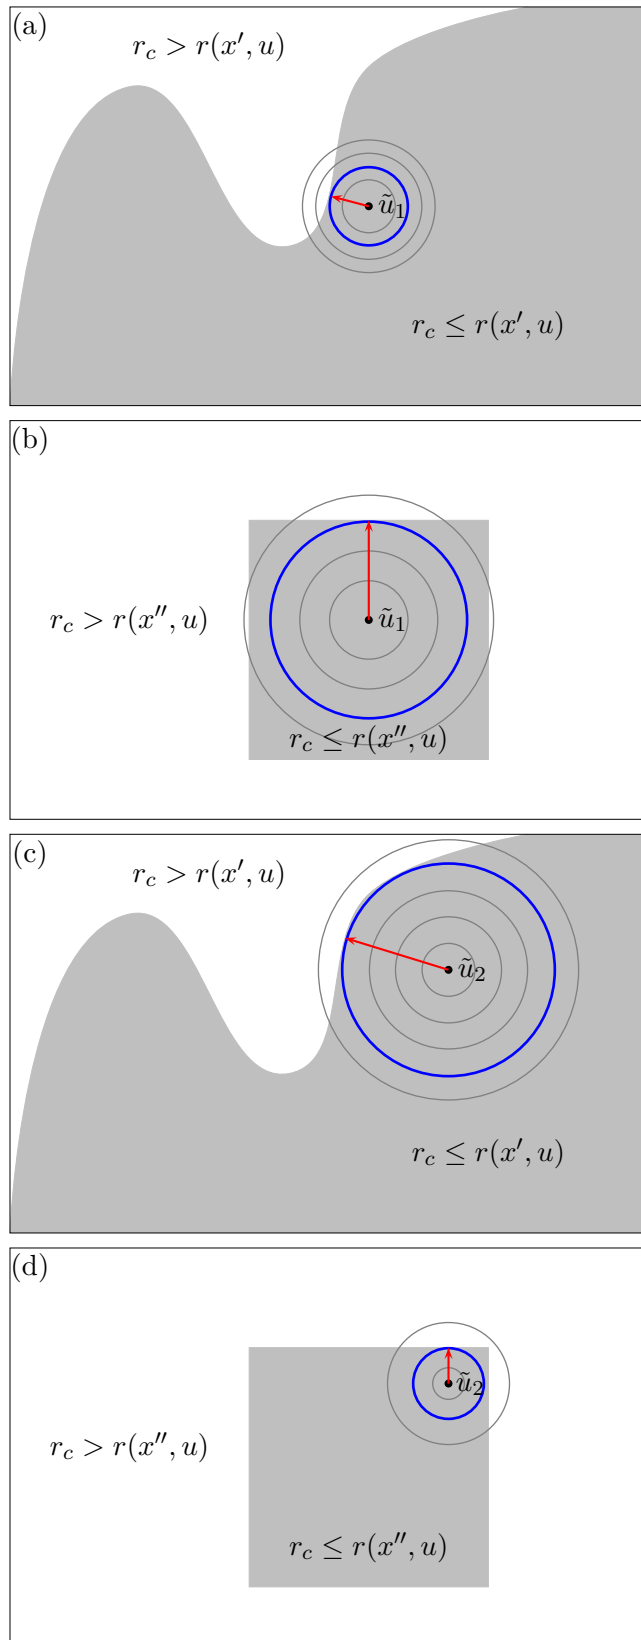 (a)
r_c > r(x′, u)
ũ_1
r_c ≤ r(x′, u)
(b)
r_c > r(x″, u)
ũ_1
r_c ≤ r(x″, u)
(c)
r_c > r(x′, u)
ũ_2
r_c ≤ r(x′, u)
(d)
ũ_2
r_c > r(x″, u)
r_c ≤ r(x″, u)